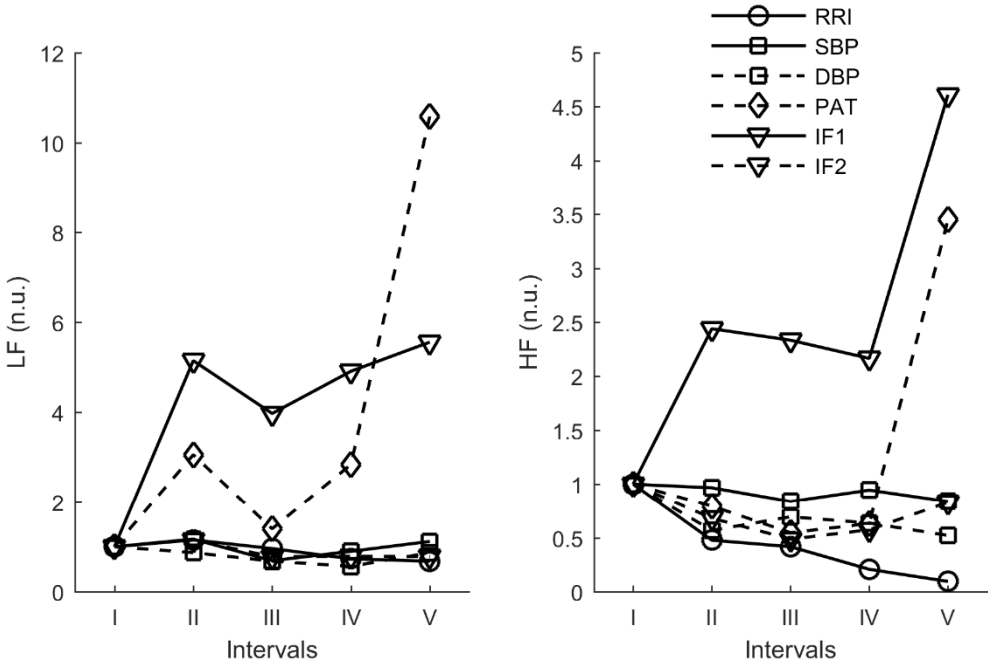 12
10
8
6
4
2
0
LF (n.u.)
I II III IV V
Intervals
5
4.5
4
3.5
3
2.5
2
1.5
1
0.5
0
HF (n.u.)
I II III IV V
Intervals
RRI
SBP
DBP
PAT
IF1
IF2